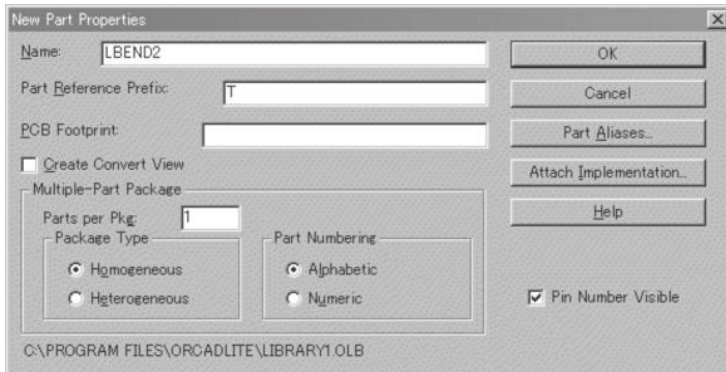 New Part Properties
Name: LBEND2
OK
Part Reference Prefix: T
Cancel
PCB Footprint:
Part Aliases...
Create Convert View
Attach Implementation...
Multiple-Part Package
Parts per Pkg: 1
Help
Package Type
Part Numbering
Homogeneous
Alphabetic
Heterogeneous
Numeric
Pin Number Visible
C:\PROGRAM FILES\ORCADLITE\LIBRARY1.OLB